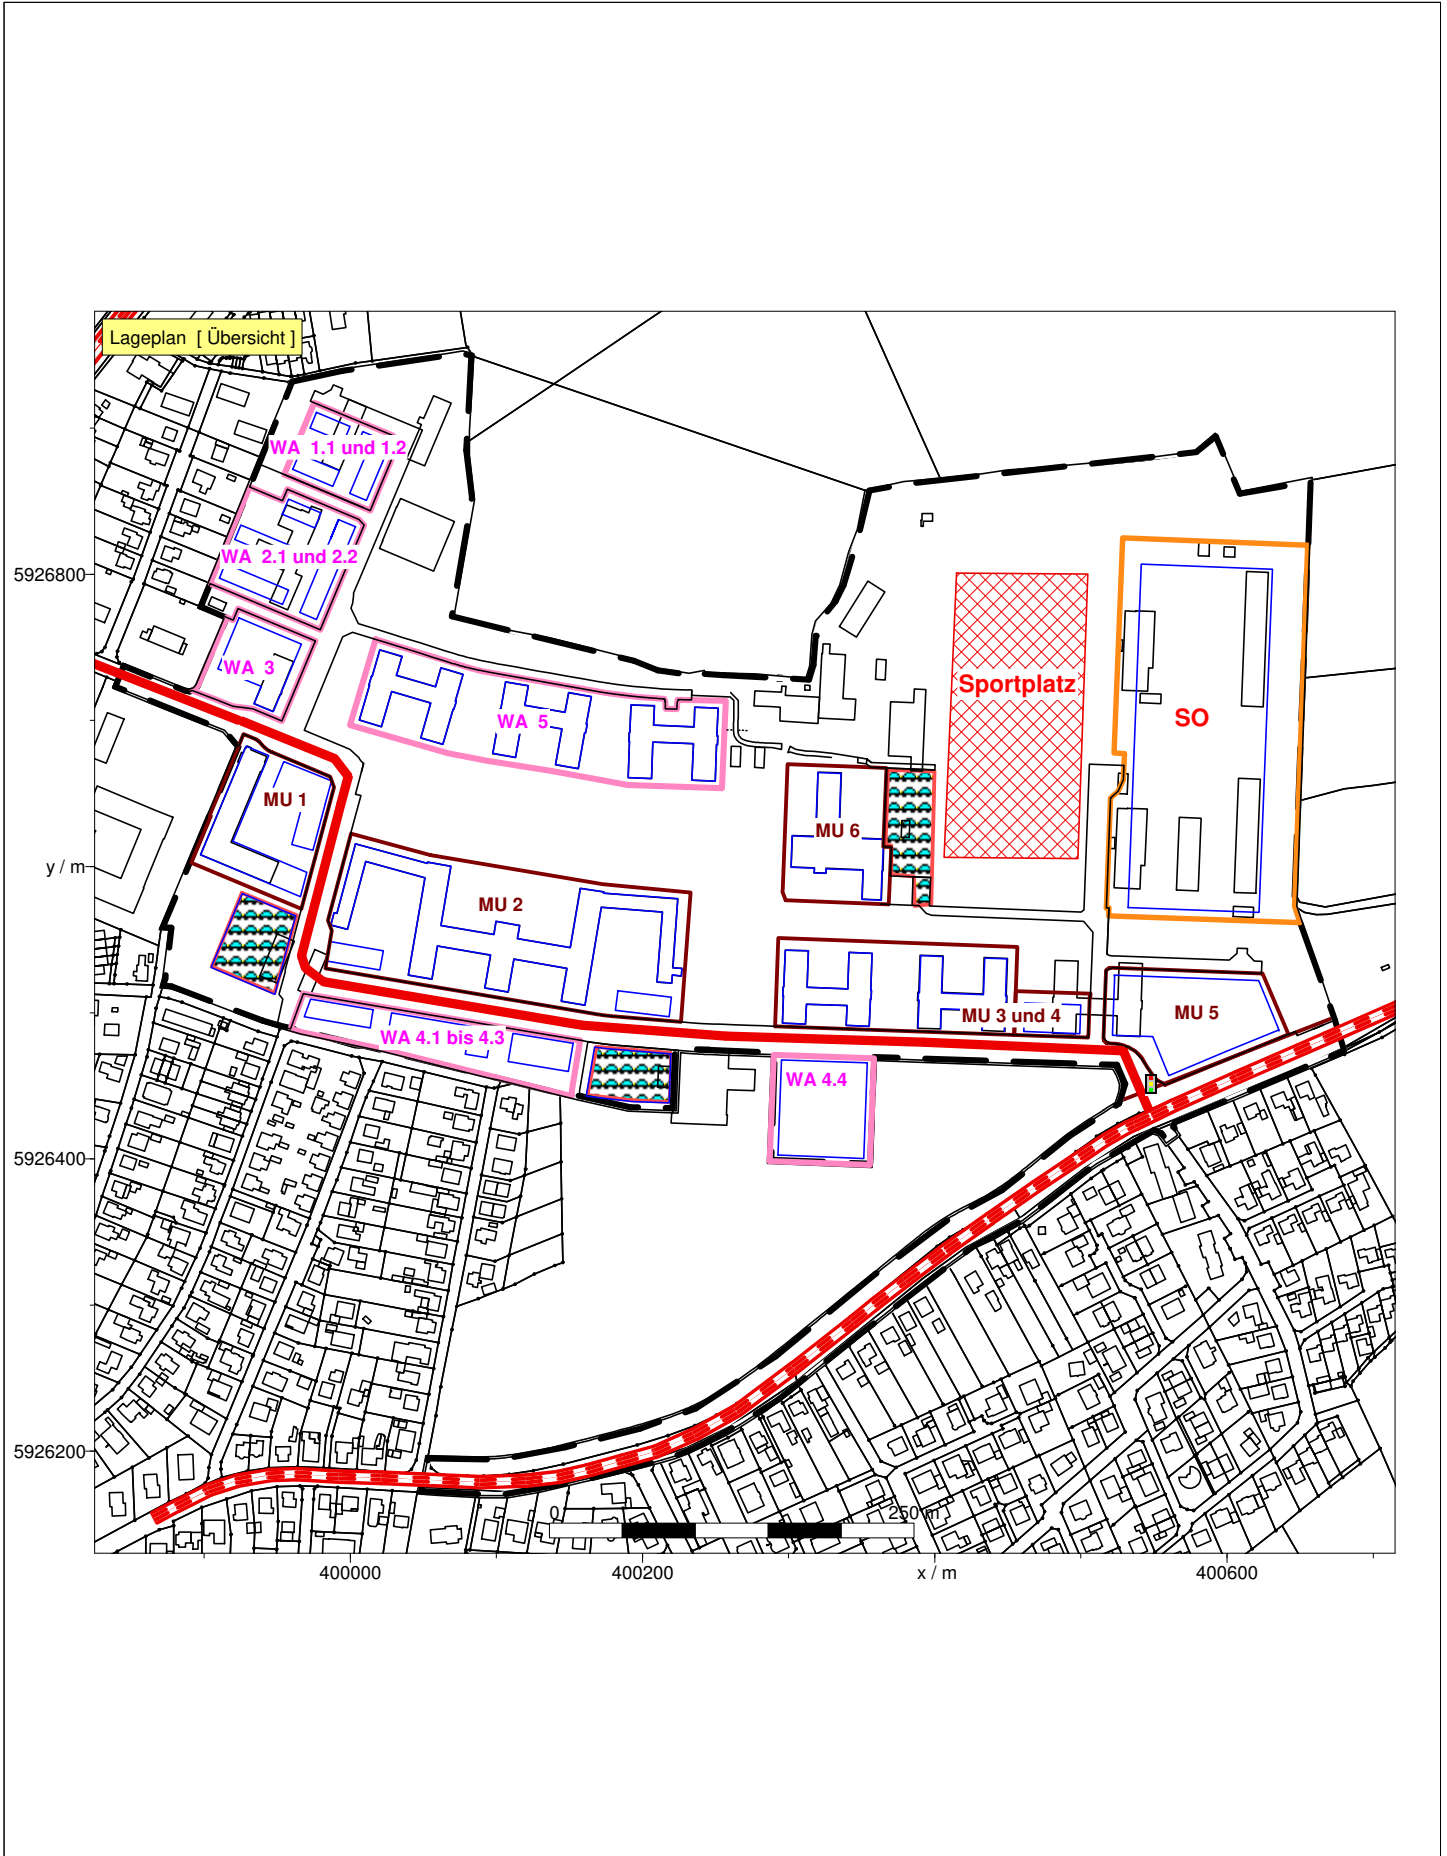 Lageplan [ Übersicht ]
WA 1.1 und 1.2
WA 2.1 und 2.2
5926800
WA 3
Sportplatz
SO
WA 5
MU 1
MU 6
y / m
MU 2
MU 3 und 4
MU 5
WA 4.1 bis 4.3
WA 4.4
5926400
5926200
0
250 m
400000
400200
x / m
400600